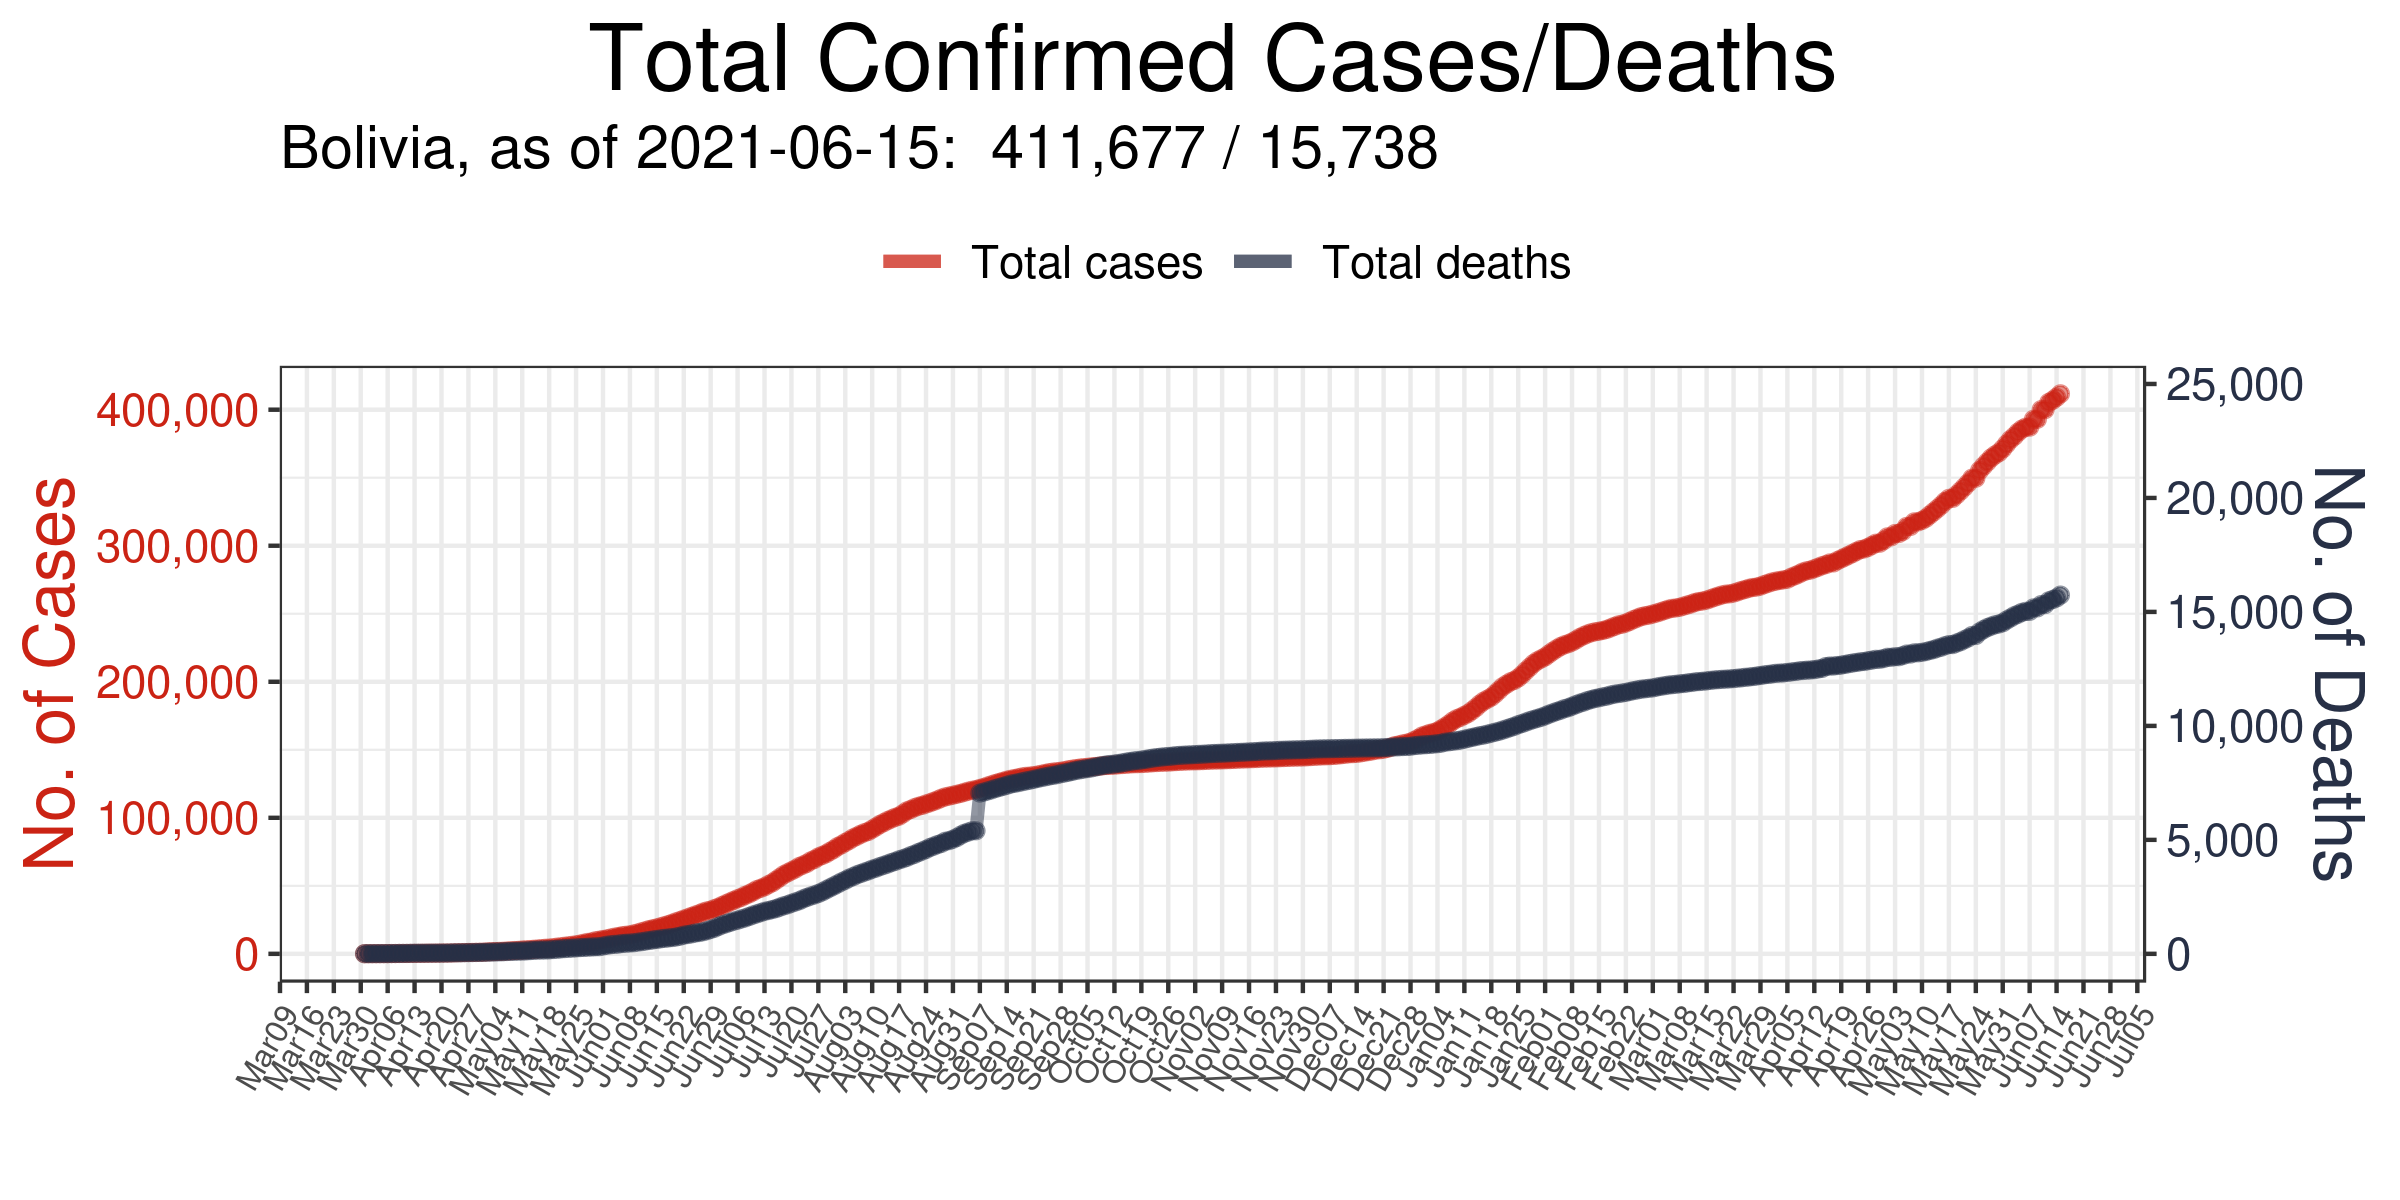 Total Confirmed Cases/Deaths
Bolivia, as of 2021-06-15:  411,677 / 15,738
Total cases
Total deaths
No. of Cases
400,000
300,000
200,000
100,000
0
25,000
20,000
15,000
10,000
5,000
0
No. of Deaths
Mar09
Mar16
Mar23
Mar30
Apr06
Apr13
Apr20
Apr27
May04
May11
May18
May25
Jun01
Jun08
Jun15
Jun22
Jun29
Jul06
Jul13
Jul20
Jul27
Aug03
Aug10
Aug17
Aug24
Aug31
Sep07
Sep14
Sep21
Sep28
Oct05
Oct12
Oct19
Oct26
Nov02
Nov09
Nov16
Nov23
Nov30
Dec07
Dec14
Dec21
Dec28
Dec04
Jan11
Jan18
Jan25
Feb01
Feb08
Feb15
Feb22
Mar01
Mar08
Mar15
Mar22
Mar29
Apr05
Apr12
Apr19
Apr26
May03
May10
May17
May24
May31
Jun07
Jun14
Jun21
Jun28
Jul05